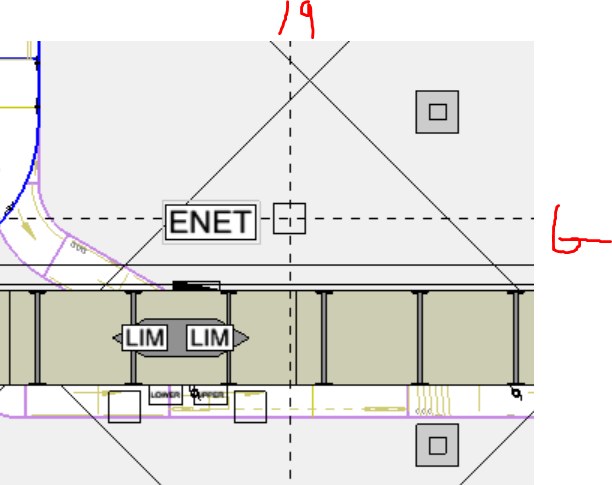 19
ENET
G
LIM LIM
LOWER UPPER